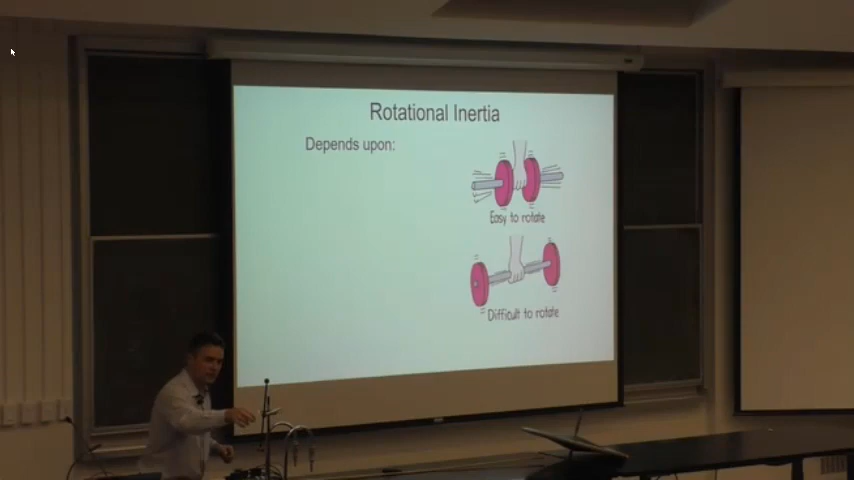 Rotational Inertia
Depends upon:
Easy to rotate
Difficult to rotate